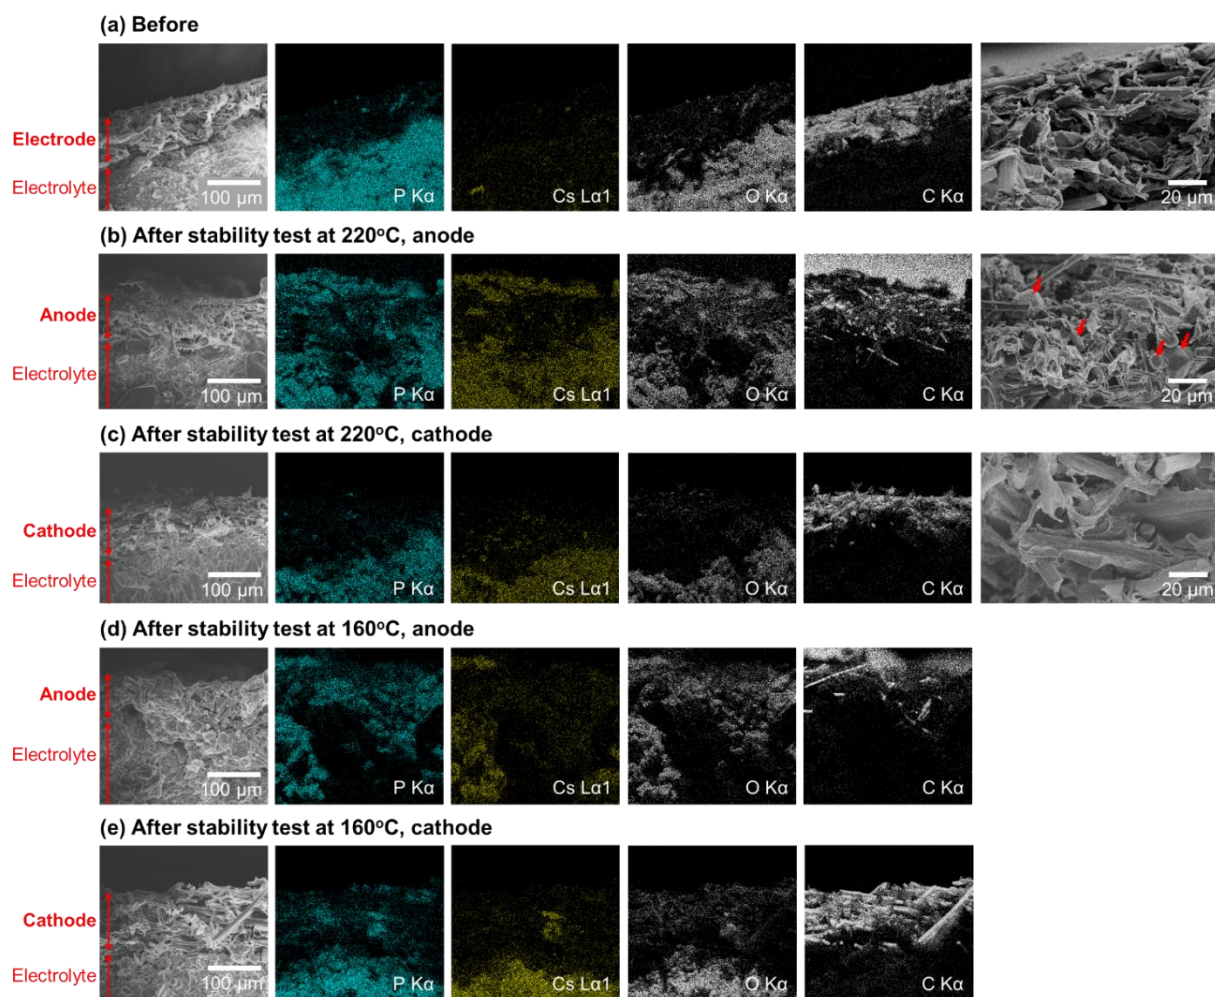 (a) Before
Electrode
Electrolyte
100 µm
P Kα
Cs Lα1
O Kα
C Kα
20 µm
(b) After stability test at 220°C, anode
Anode
Electrolyte
100 µm
P Kα
Cs Lα1
O Kα
C Kα
20 µm
(c) After stability test at 220°C, cathode
Cathode
Electrolyte
100 µm
P Kα
Cs Lα1
O Kα
C Kα
20 µm
(d) After stability test at 160°C, anode
Anode
Electrolyte
100 µm
P Kα
Cs Lα1
O Kα
C Kα
(e) After stability test at 160°C, cathode
Cathode
Electrolyte
100 µm
P Kα
Cs Lα1
O Kα
C Kα